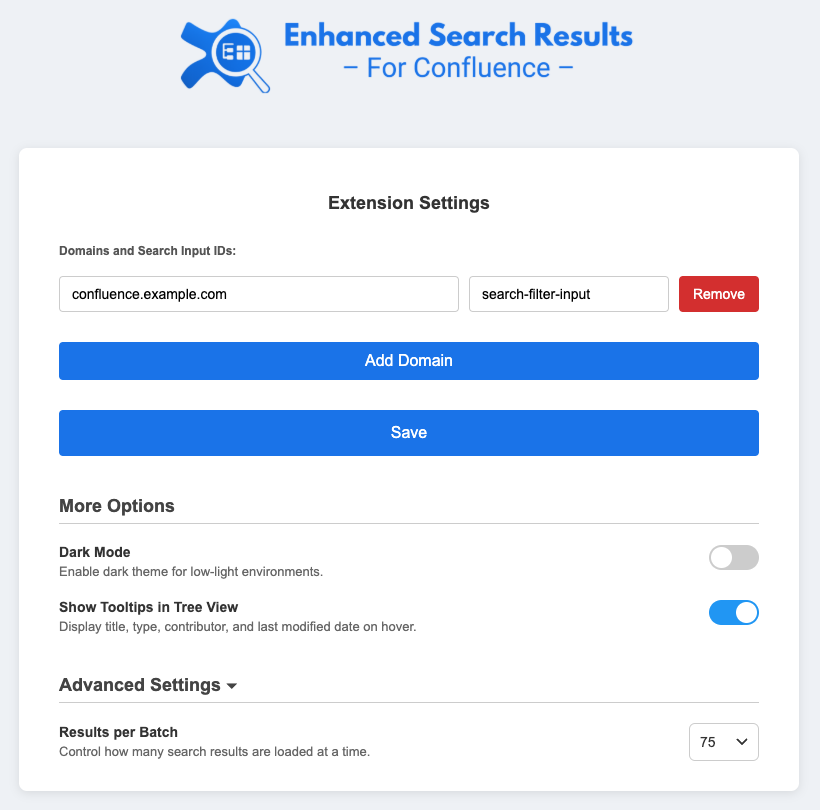 Enhanced Search Results
– For Confluence –
Extension Settings
Domains and Search Input IDs:
confluence.example.com search-filter-input Remove
Add Domain
Save
More Options
Dark Mode
Enable dark theme for low-light environments.
Show Tooltips in Tree View
Display title, type, contributor, and last modified date on hover.
Advanced Settings
Results per Batch
Control how many search results are loaded at a time.
75